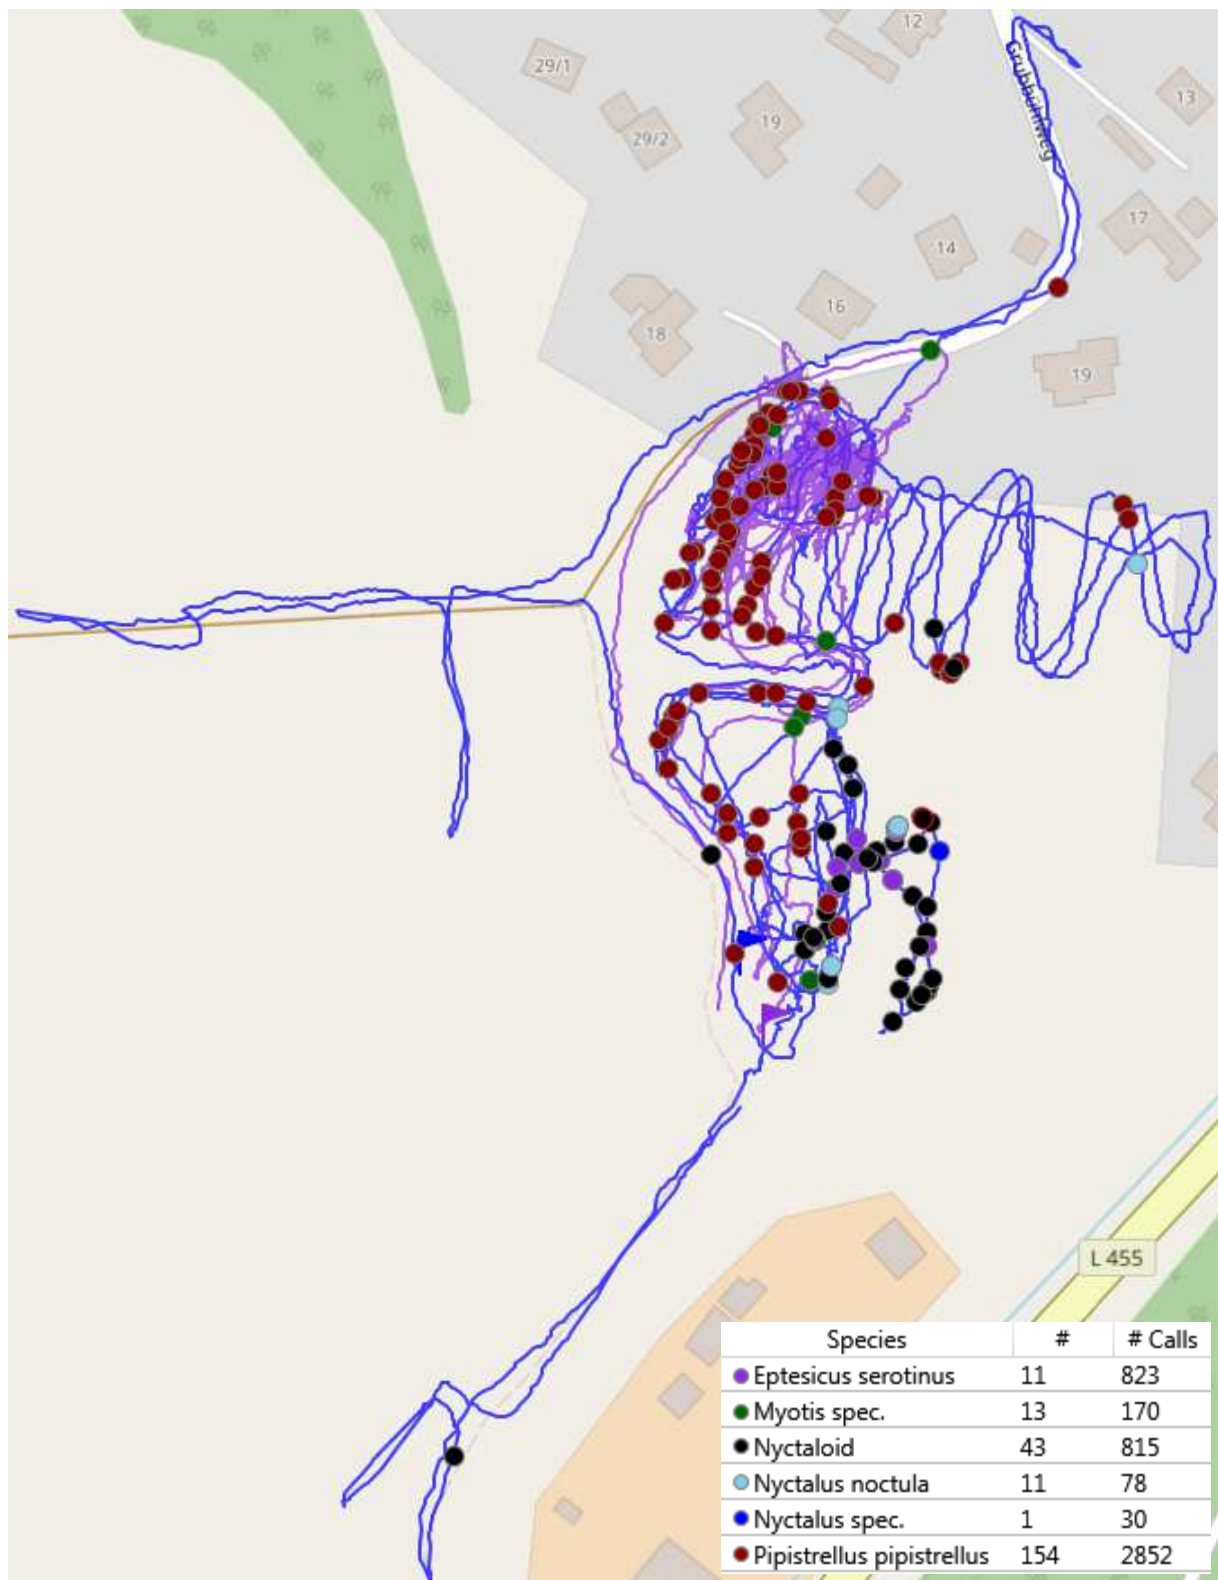 12
29/1
13
19
29/2
Grubbühlweg
17
14
16
18
19
L 455
Species # # Calls
Eptesicus serotinus 11 823
Myotis spec. 13 170
Nyctaloid 43 815
Nyctalus noctula 11 78
Nyctalus spec. 1 30
Pipistrellus pipistrellus 154 2852